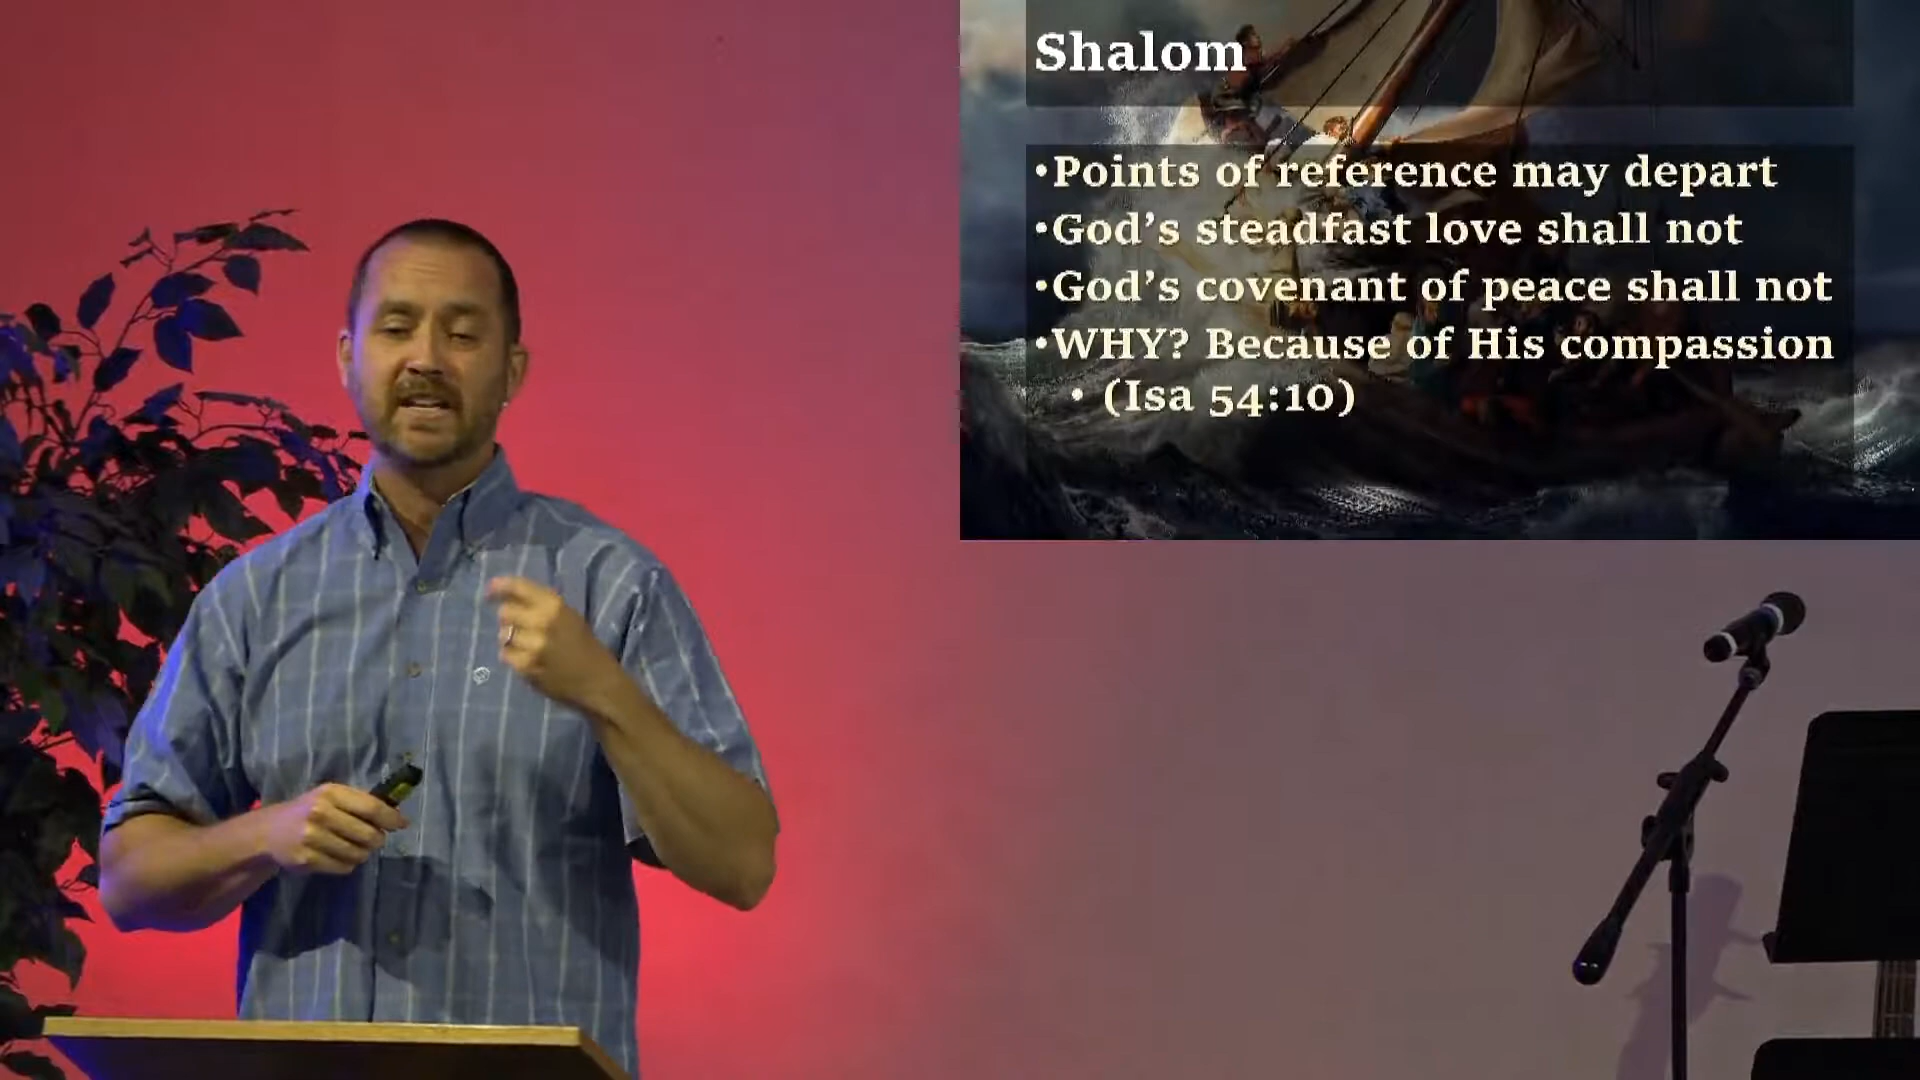 Shalom
•Points of reference may depart
•God's steadfast love shall not
•God's covenant of peace shall not
•WHY? Because of His compassion
• (Isa 54:10)